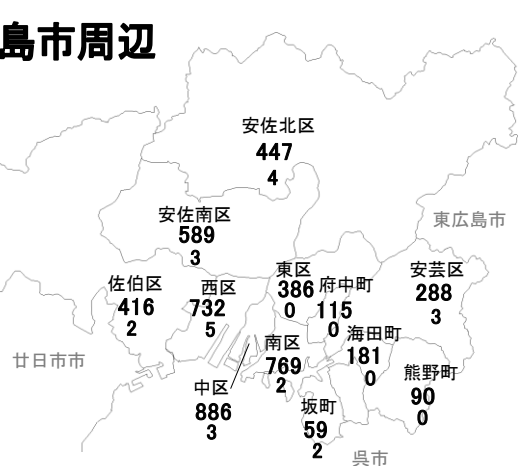 島市周辺
安佐北区
447
4
安佐南区
589
3
東広島市
佐伯区
416
2
西区
732
5
東区
386
0
府中町
115
0
安芸区
288
3
海田町
181
0
南区
769
2
廿日市市
中区
886
3
熊野町
90
0
坂町
59
2
呉市